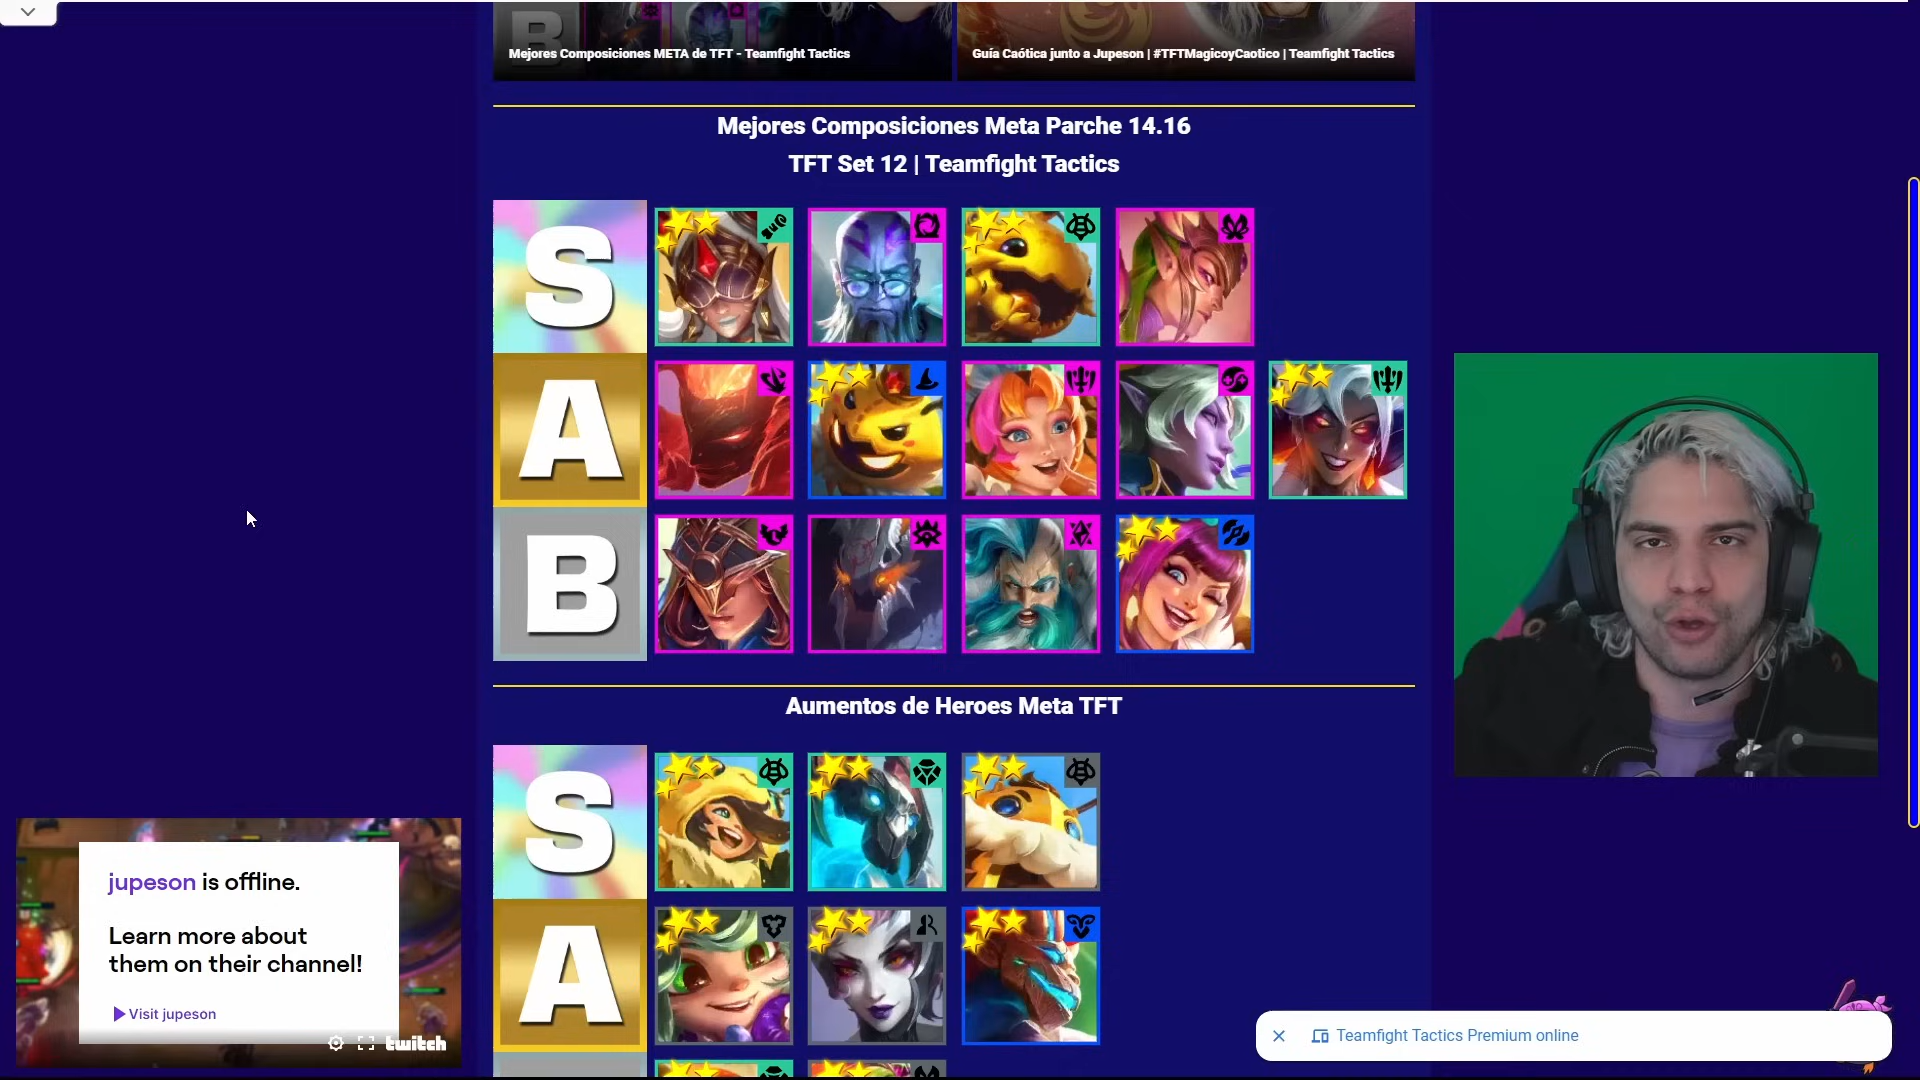 B
Mejores Composiciones META de TFT - Teamfight Tactics
Guía Caótica junto a Jupeson | #TFTMagicoyCaotico | Teamfight Tactics
Mejores Composiciones Meta Parche 14.16
TFT Set 12 | Teamfight Tactics
S
A
B
Aumentos de Heroes Meta TFT
S
A
jupeson is offline.
Learn more about
them on their channel!
Visit jupeson
twitch
Teamfight Tactics Premium online